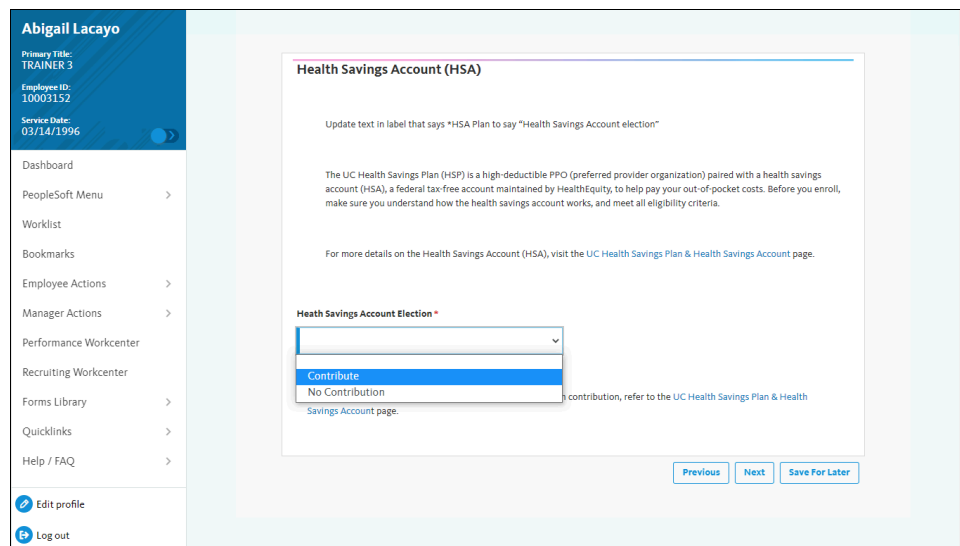 Abigail Lacayo
Primary Title:
TRAINER 3
Employee ID:
10003152
Service Date:
03/14/1996
Dashboard
PeopleSoft Menu
Worklist
Bookmarks
Employee Actions
Manager Actions
Performance Workcenter
Recruiting Workcenter
Forms Library
Quicklinks
Help / FAQ
Edit profile
Log out
Health Savings Account (HSA)
Update text in label that says *HSA Plan to say “Health Savings Account election”
The UC Health Savings Plan (HSP) is a high-deductible PPO (preferred provider organization) paired with a health savings
account (HSA), a federal tax-free account maintained by HealthEquity, to help pay your out-of-pocket costs. Before you enroll,
make sure you understand how the health savings account works, and meet all eligibility criteria.
For more details on the Health Savings Account (HSA), visit the UC Health Savings Plan & Health Savings Account page.
Heath Savings Account Election *
Contribute
No Contribution
contribution, refer to the UC Health Savings Plan & Health
Savings Account page.
Previous
Next
Save For Later